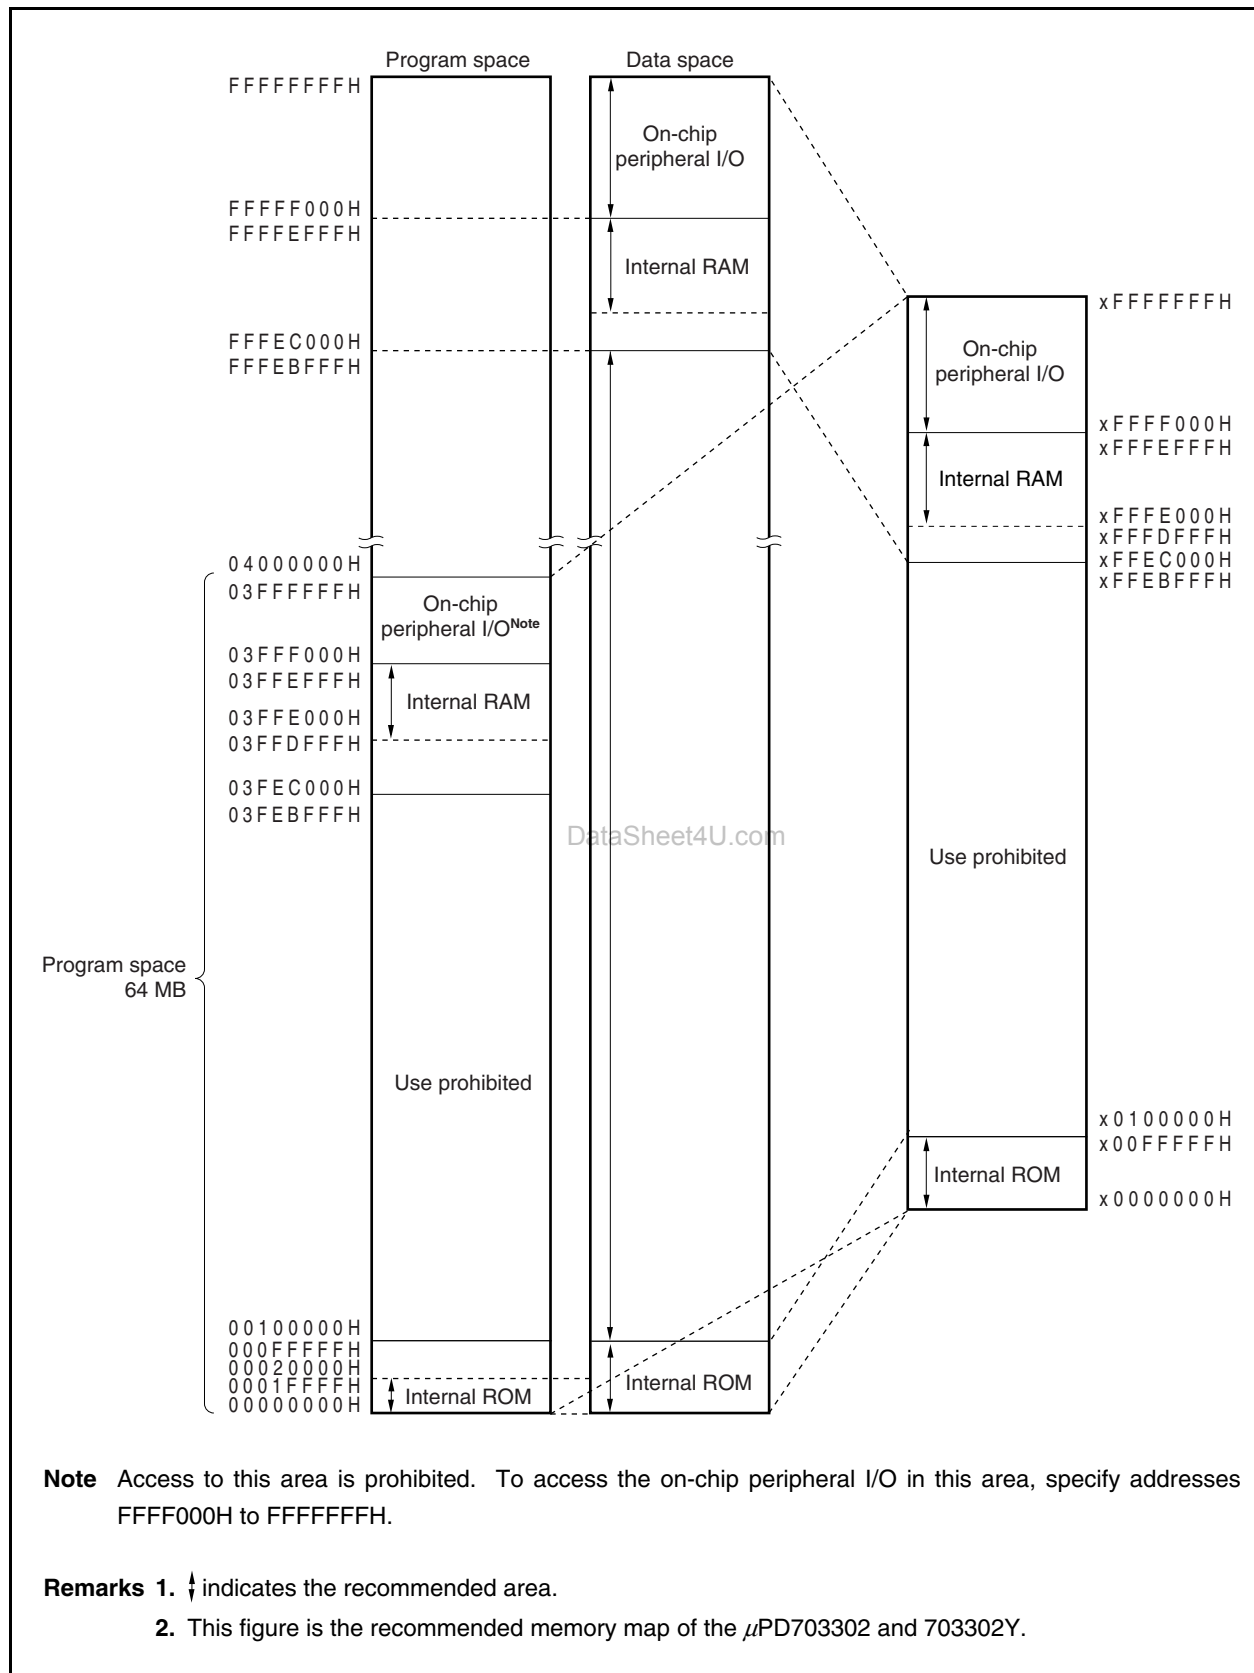 Program space
Data space
FFFFFFFFH
On-chip
peripheral I/O
FFFFF000H
FFFFEFFFH
Internal RAM
FFFEC000H
FFFEBFFFH
xFFFFFFFH
On-chip
peripheral I/O
xFFFF000H
xFFFEFFFH
Internal RAM
xFFFE000H
xFFFDFFFH
xFFEC000H
xFFEBFFFH
04000000H
03FFFFFFH
On-chip
peripheral I/ONote
03FFF000H
03FFEFFFH
Internal RAM
03FFE000H
03FFDFFFH
03FEC000H
03FEBFFFH
DataSheet4U.com
Use prohibited
Program space
64 MB
Use prohibited
x0100000H
x00FFFFFH
Internal ROM
x0000000H
00100000H
000FFFFFH
00020000H
0001FFFFH
00000000H
Internal ROM
Internal ROM
Note Access to this area is prohibited. To access the on-chip peripheral I/O in this area, specify addresses
FFFF000H to FFFFFFFH.
Remarks 1. indicates the recommended area.
2. This figure is the recommended memory map of the μPD703302 and 703302Y.